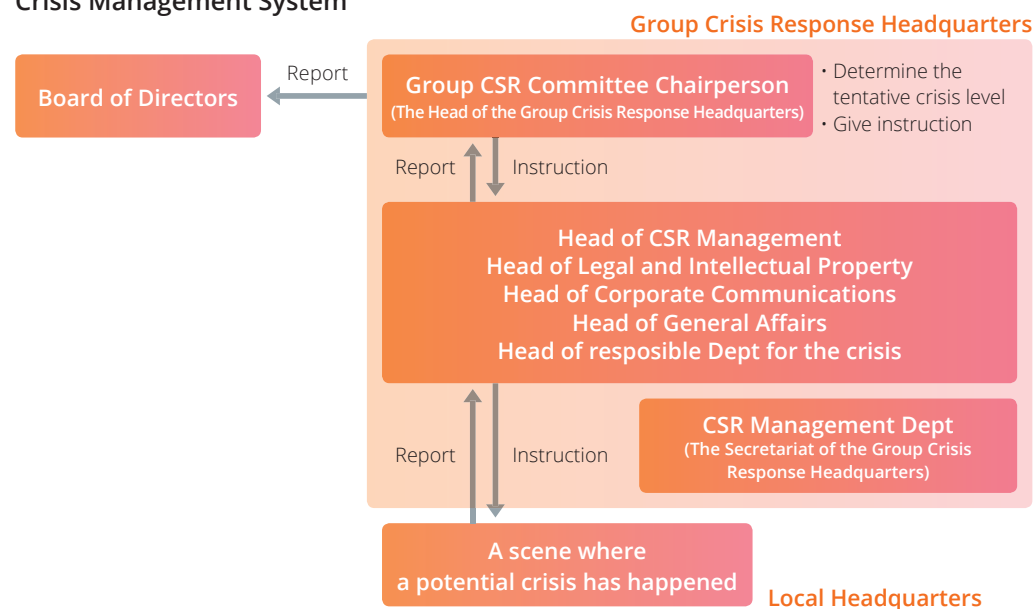 Crisis Management System
Group Crisis Response Headquarters
Board of Directors
Report
Group CSR Committee Chairperson
(The Head of the Group Crisis Response Headquarters)
・Determine the
tentative crisis level
・Give instruction
Report
Instruction
Head of CSR Management
Head of Legal and Intellectual Property
Head of Corporate Communications
Head of General Affairs
Head of resposible Dept for the crisis
Report
Instruction
CSR Management Dept
(The Secretariat of the Group Crisis
Response Headquarters)
A scene where
a potential crisis has happened
Local Headquarters